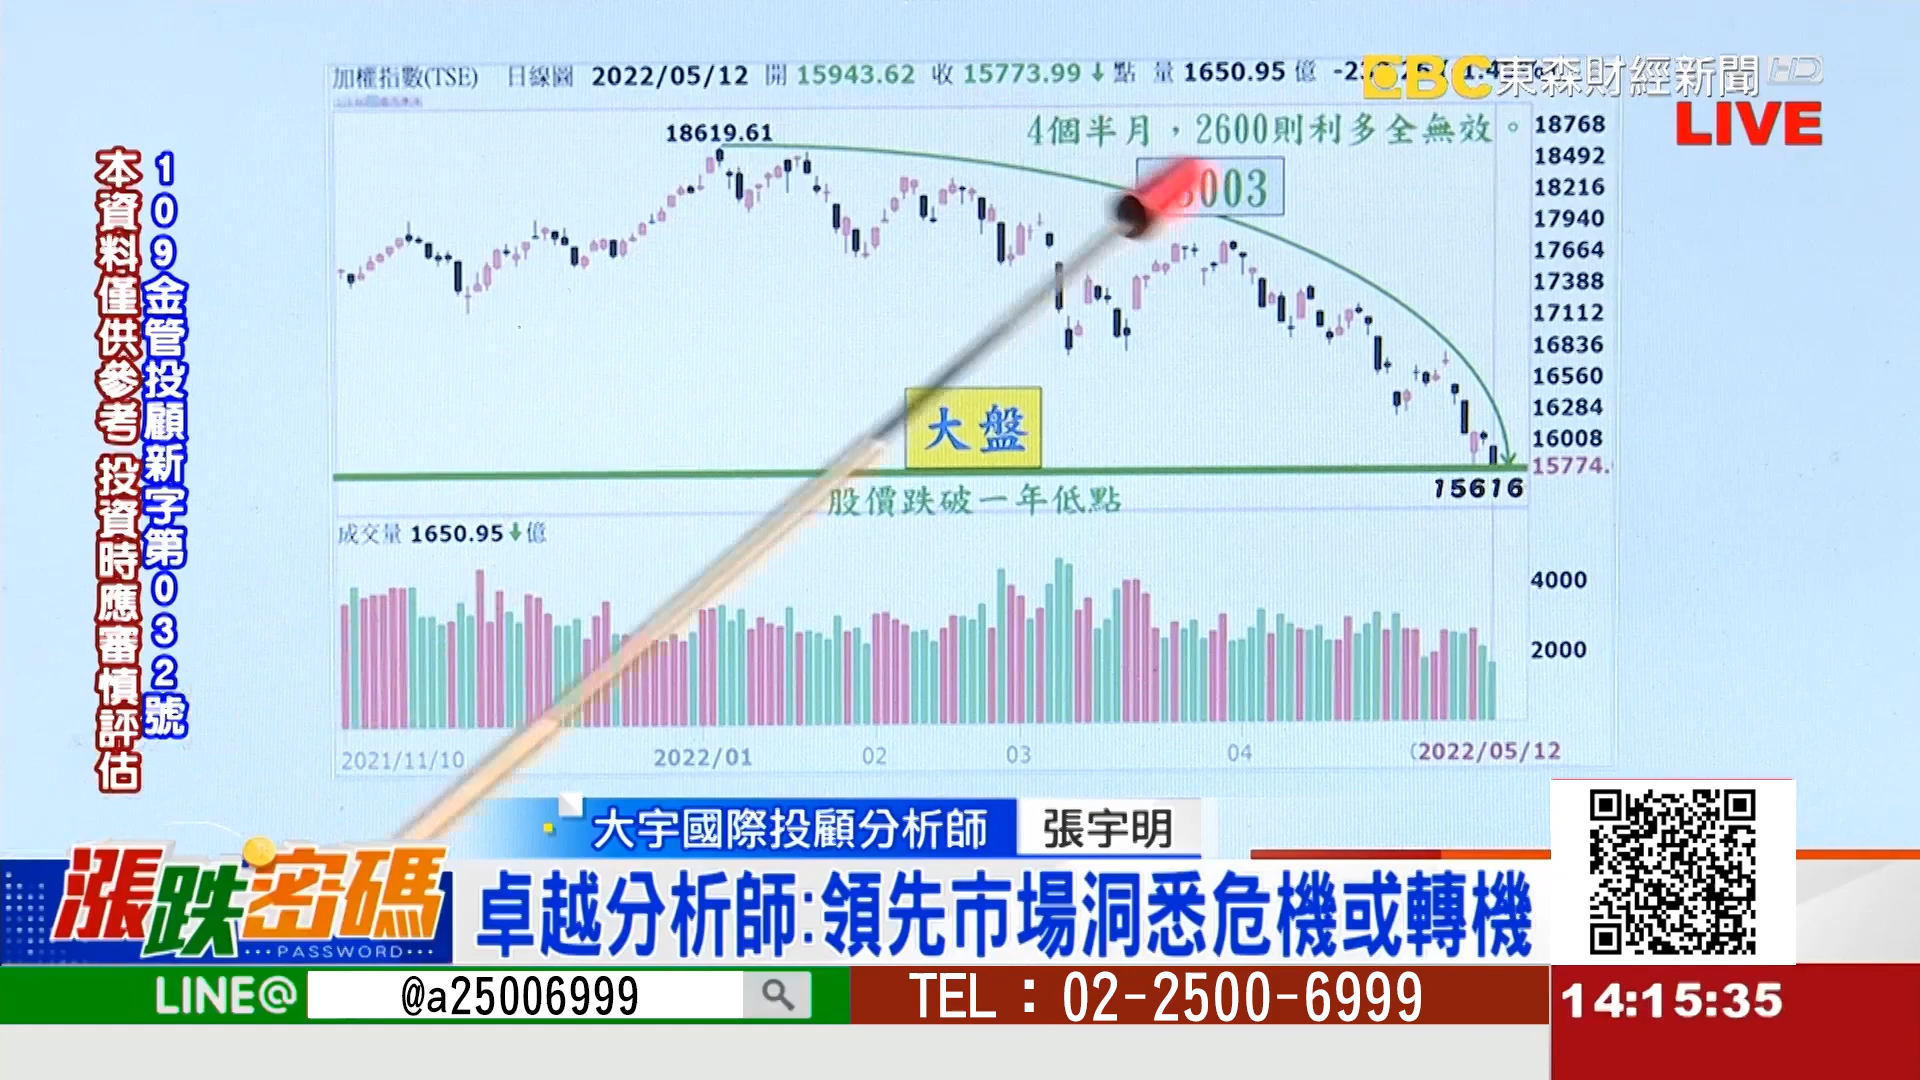 加權指數(TSE) 日線圖 2022/05/12 開 15943.62 收 15773.99↓點 量 1650.95 億
EBC東森財經新聞 HD
LIVE
109金管投顧新字第032號
本資料僅供參考 投資時應審慎評估
18619.61
4個半月，2600則利多全無效。
003
18768
18492
18216
17940
17664
17388
17112
16836
16560
16284
16008
15774.
大盤
15616
股價跌破一年低點
成交量 1650.95↓億
4000
2000
2021/11/10 2022/01 02 03 04 2022/05/12
大宇國際投顧分析師 張宇明
漲跌密碼
PASSWORD
卓越分析師:領先市場洞悉危機或轉機
LINE@ @a25006999
TEL：02-2500-6999
14:15:35